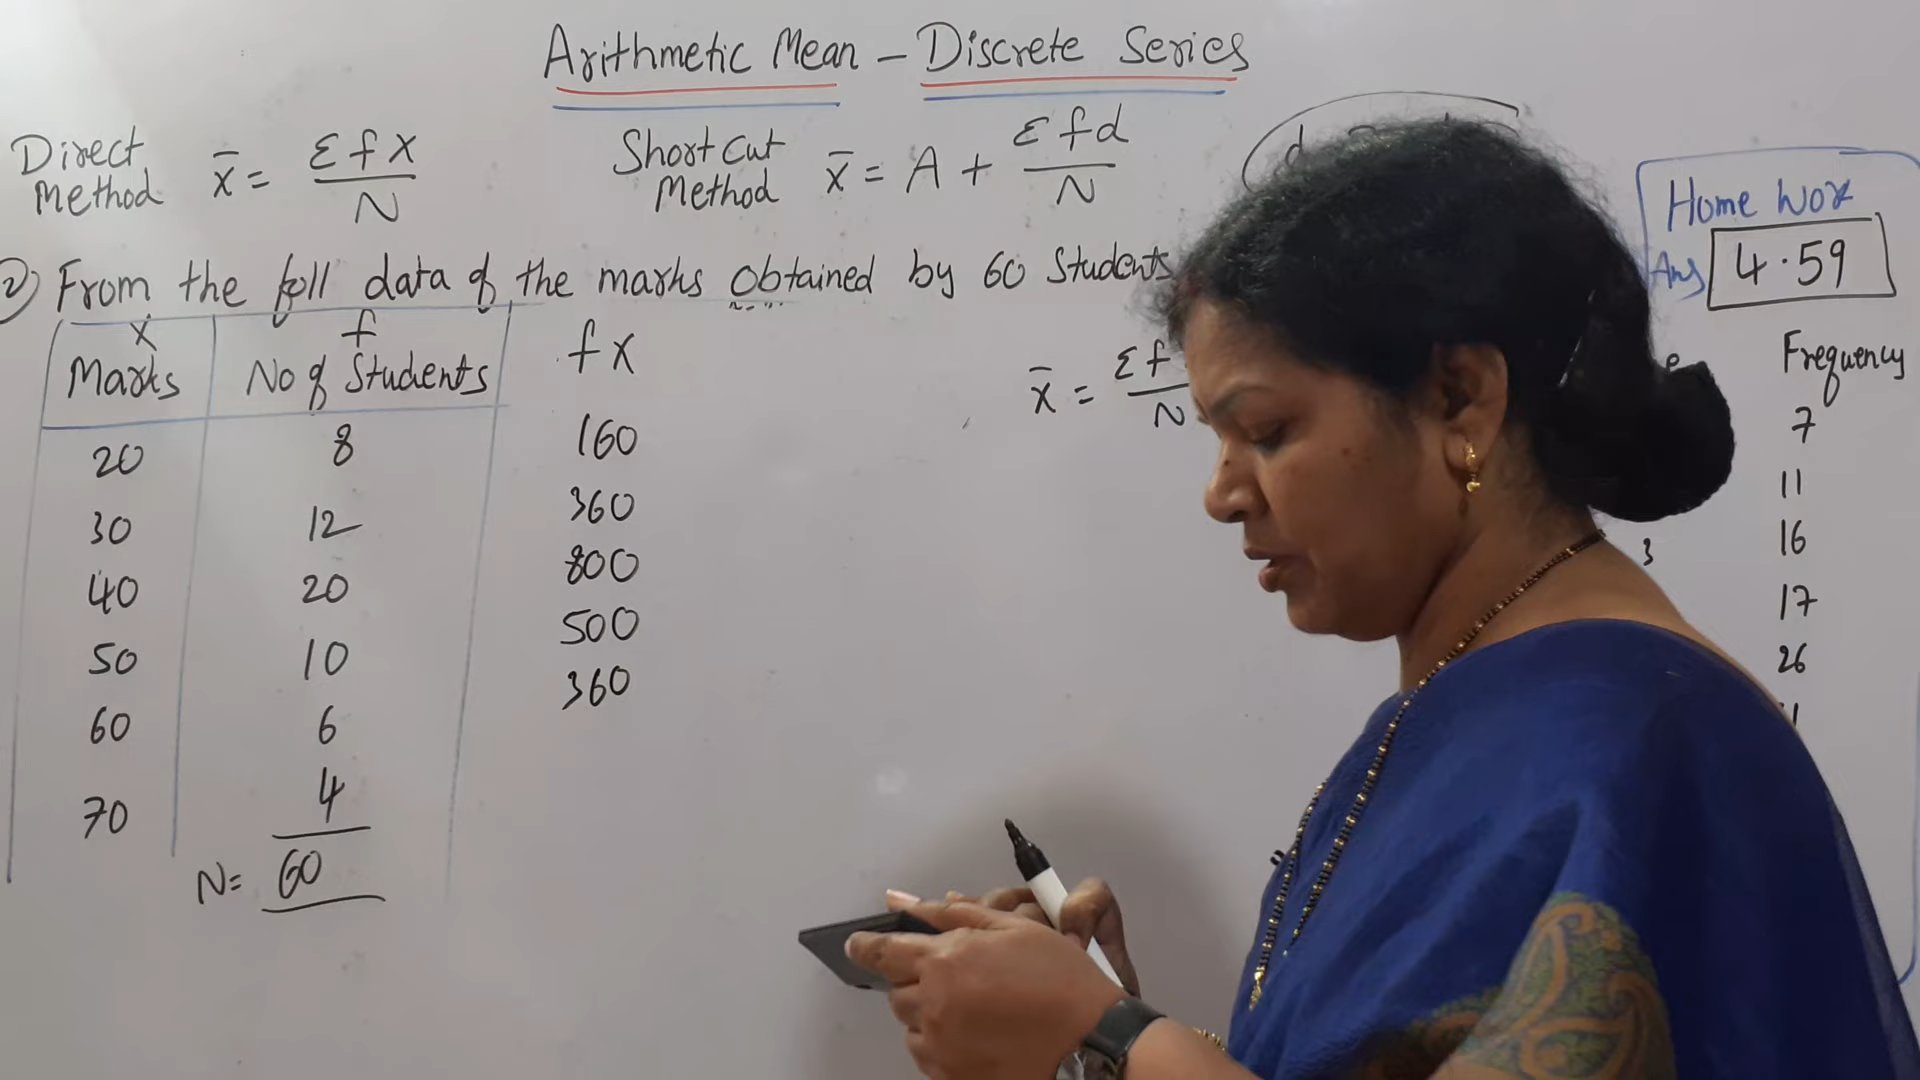 Arithmetic Mean - Discrete Series
Direct Method x̄ = Σfx / N
Short Cut Method x̄ = A + Σfd / N
Home Work
Ans 4.59
2) From the foll data of the marks obtained by 60 Students
x f fx
Marks No of Students
20 8 160
30 12 360
40 20 800
50 10 500
60 6 360
70 4
N= 60
x̄ = Σf / N
Frequency
7
11
3 16
17
26